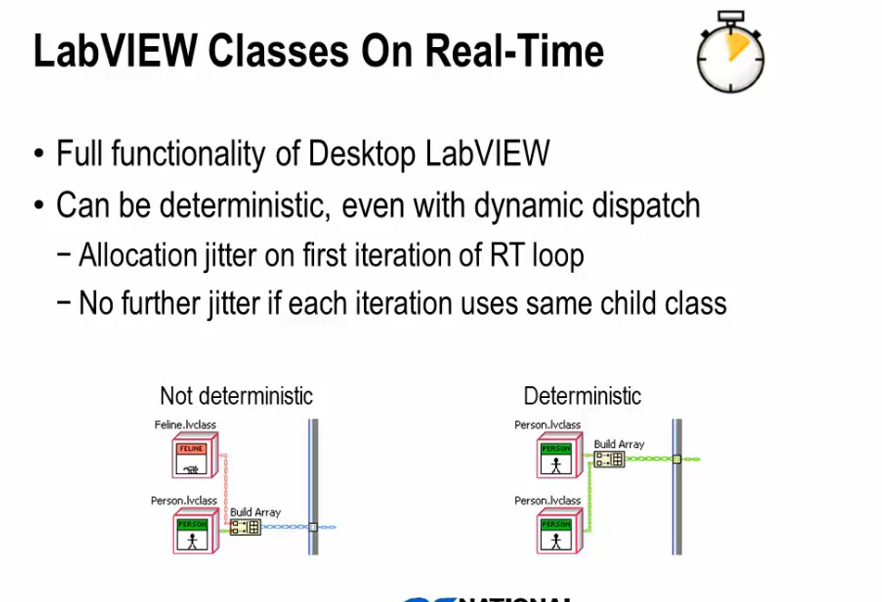 LabVIEW Classes On Real-Time
• Full functionality of Desktop LabVIEW
• Can be deterministic, even with dynamic dispatch
− Allocation jitter on first iteration of RT loop
− No further jitter if each iteration uses same child class
Not deterministic
Feline.lvclass
FELINE
Person.lvclass
PERSON
Build Array
Deterministic
Person.lvclass
PERSON
Build Array
Person.lvclass
PERSON
NATIONAL